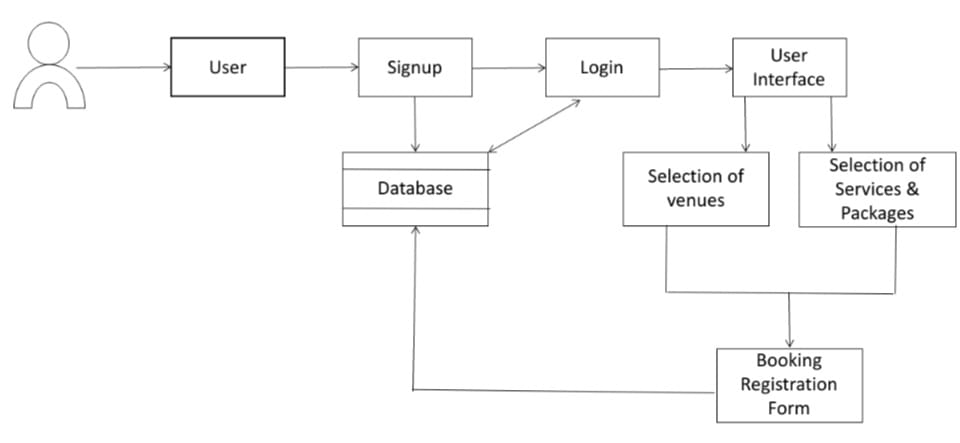 User
Signup
Login
User
Interface
Database
Selection of
venues
Selection of
Services &
Packages
Booking
Registration
Form